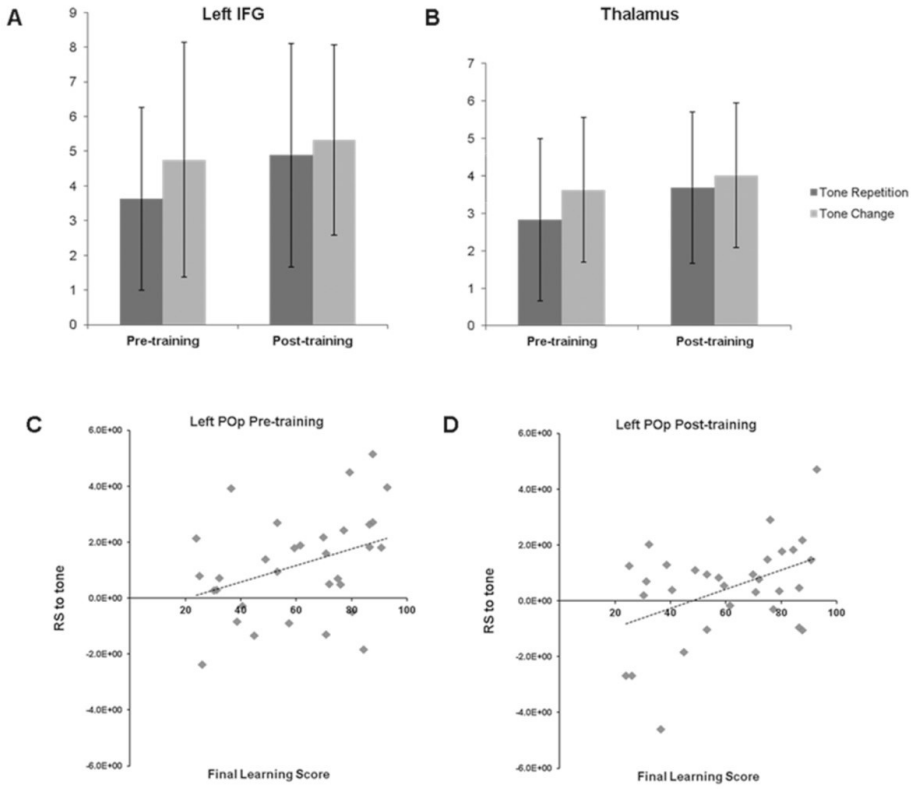 A
Left IFG
9
8
7
6
5
4
3
2
1
0
Pre-training
Post-training
B
Thalamus
7
6
5
4
3
2
1
0
Pre-training
Post-training
Tone Repetition
Tone Change
C
Left POp Pre-training
6.0E+00
4.0E+00
2.0E+00
0.0E+00
-2.0E+00
-4.0E+00
-6.0E+00
20 40 60 80 100
RS to tone
Final Learning Score
D
Left POp Post-training
6.0E+00
4.0E+00
2.0E+00
0.0E+00
-2.0E+00
-4.0E+00
-6.0E+00
20 40 60 80 100
RS to tone
Final Learning Score